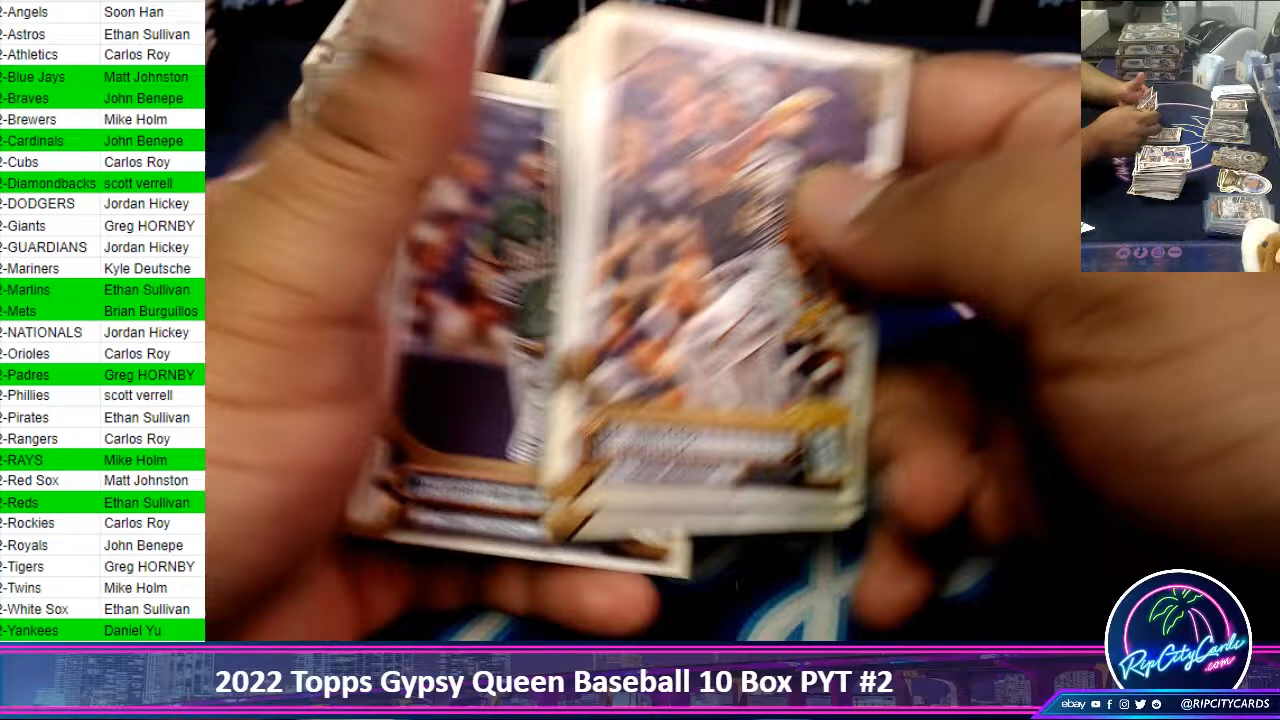 2-Angels Soon Han
2-Astros Ethan Sullivan
2-Athletics Carlos Roy
2-Blue Jays Matt Johnston
2-Braves John Benepe
2-Brewers Mike Holm
2-Cardinals John Benepe
2-Cubs Carlos Roy
2-Diamondbacks scott verrell
2-DODGERS Jordan Hickey
2-Giants Greg HORNBY
2-GUARDIANS Jordan Hickey
2-Mariners Kyle Deutsche
2-Marlins Ethan Sullivan
2-Mets Brian Burguillos
2-NATIONALS Jordan Hickey
2-Orioles Carlos Roy
2-Padres Greg HORNBY
2-Phillies scott verrell
2-Pirates Ethan Sullivan
2-Rangers Carlos Roy
2-RAYS Mike Holm
2-Red Sox Matt Johnston
2-Reds Ethan Sullivan
2-Rockies Carlos Roy
2-Royals John Benepe
2-Tigers Greg HORNBY
2-Twins Mike Holm
2-White Sox Ethan Sullivan
2-Yankees Daniel Yu
2022 Topps Gypsy Queen Baseball 10 Box PYT #2
RipCityCards
.com
ebay @RIPCITYCARDS